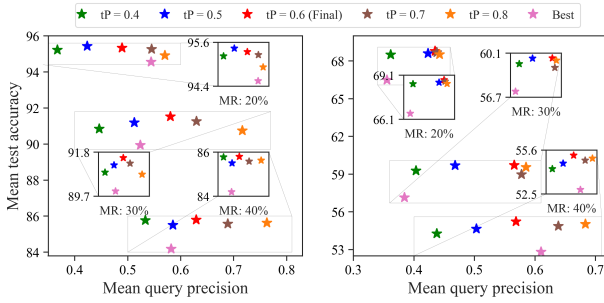 tP = 0.4 tP = 0.5 tP = 0.6 (Final) tP = 0.7 tP = 0.8 Best
Mean test accuracy
96
94
92
90
88
86
84
95.6
94.4
MR: 20%
91.8
89.7
MR: 30%
86
84
MR: 40%
0.4 0.5 0.6 0.7 0.8
Mean query precision
68
65
62
59
56
53
69.1
66.1
MR: 20%
60.1
56.7
MR: 30%
55.6
52.5
MR: 40%
0.3 0.4 0.5 0.6 0.7
Mean query precision